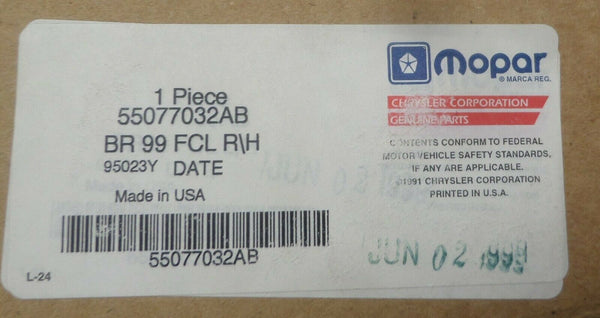 1 Piece
55077032AB
BR 99 FCL R\H
95023Y DATE
Made in USA
55077032AB
L-24
Mopar
® MARCA REG.
CHRYSLER CORPORATION
GENUINE PARTS
CONTENTS CONFORM TO FEDERAL
MOTOR VEHICLE SAFETY STANDARDS,
IF ANY ARE APPLICABLE.
©1991 CHRYSLER CORPORATION
PRINTED IN U.S.A.
JUN 02
JUN 02 1999